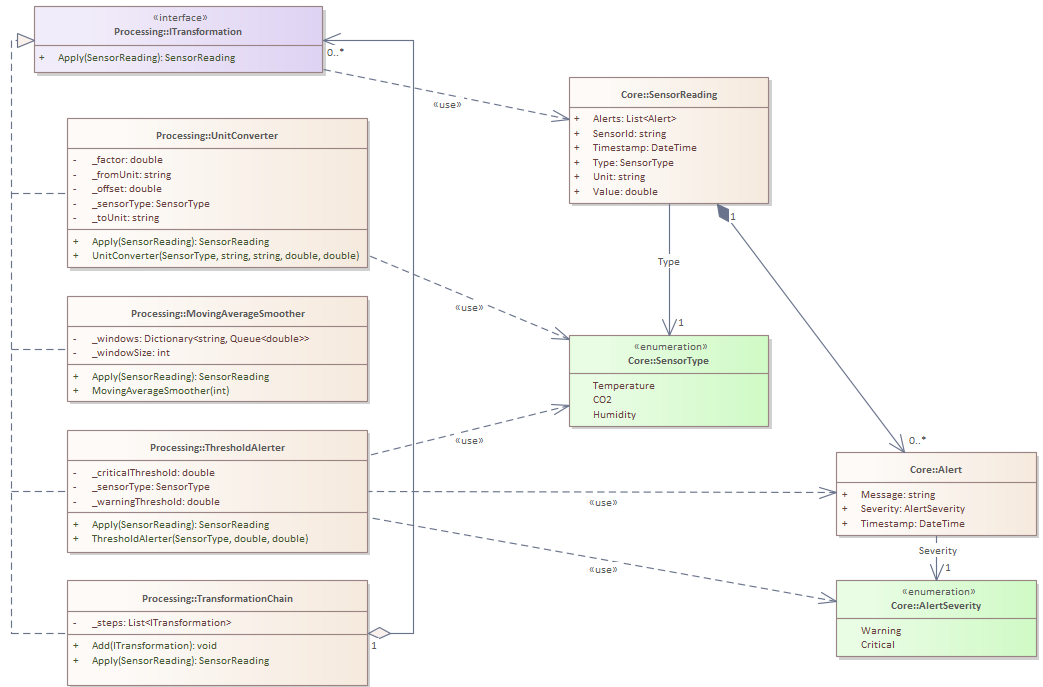 «interface»
Processing::ITransformation
+ Apply(SensorReading): SensorReading
0..*
«use»
Core::SensorReading
+ Alerts: List<Alert>
+ SensorId: string
+ Timestamp: DateTime
+ Type: SensorType
+ Unit: string
+ Value: double
Processing::UnitConverter
- _factor: double
- _fromUnit: string
- _offset: double
- _sensorType: SensorType
- _toUnit: string
+ Apply(SensorReading): SensorReading
+ UnitConverter(SensorType, string, string, double, double)
1
Type
«use»
1
Processing::MovingAverageSmoother
- _windows: Dictionary<string, Queue<double>>
- _windowSize: int
+ Apply(SensorReading): SensorReading
+ MovingAverageSmoother(int)
«enumeration»
Core::SensorType
Temperature
CO2
Humidity
Processing::ThresholdAlerter
- _criticalThreshold: double
- _sensorType: SensorType
- _warningThreshold: double
+ Apply(SensorReading): SensorReading
+ ThresholdAlerter(SensorType, double, double)
«use»
0..*
Core::Alert
+ Message: string
+ Severity: AlertSeverity
+ Timestamp: DateTime
«use»
Severity
1
«use»
Processing::TransformationChain
- _steps: List<ITransformation>
+ Add(ITransformation): void
+ Apply(SensorReading): SensorReading
1
«enumeration»
Core::AlertSeverity
Warning
Critical